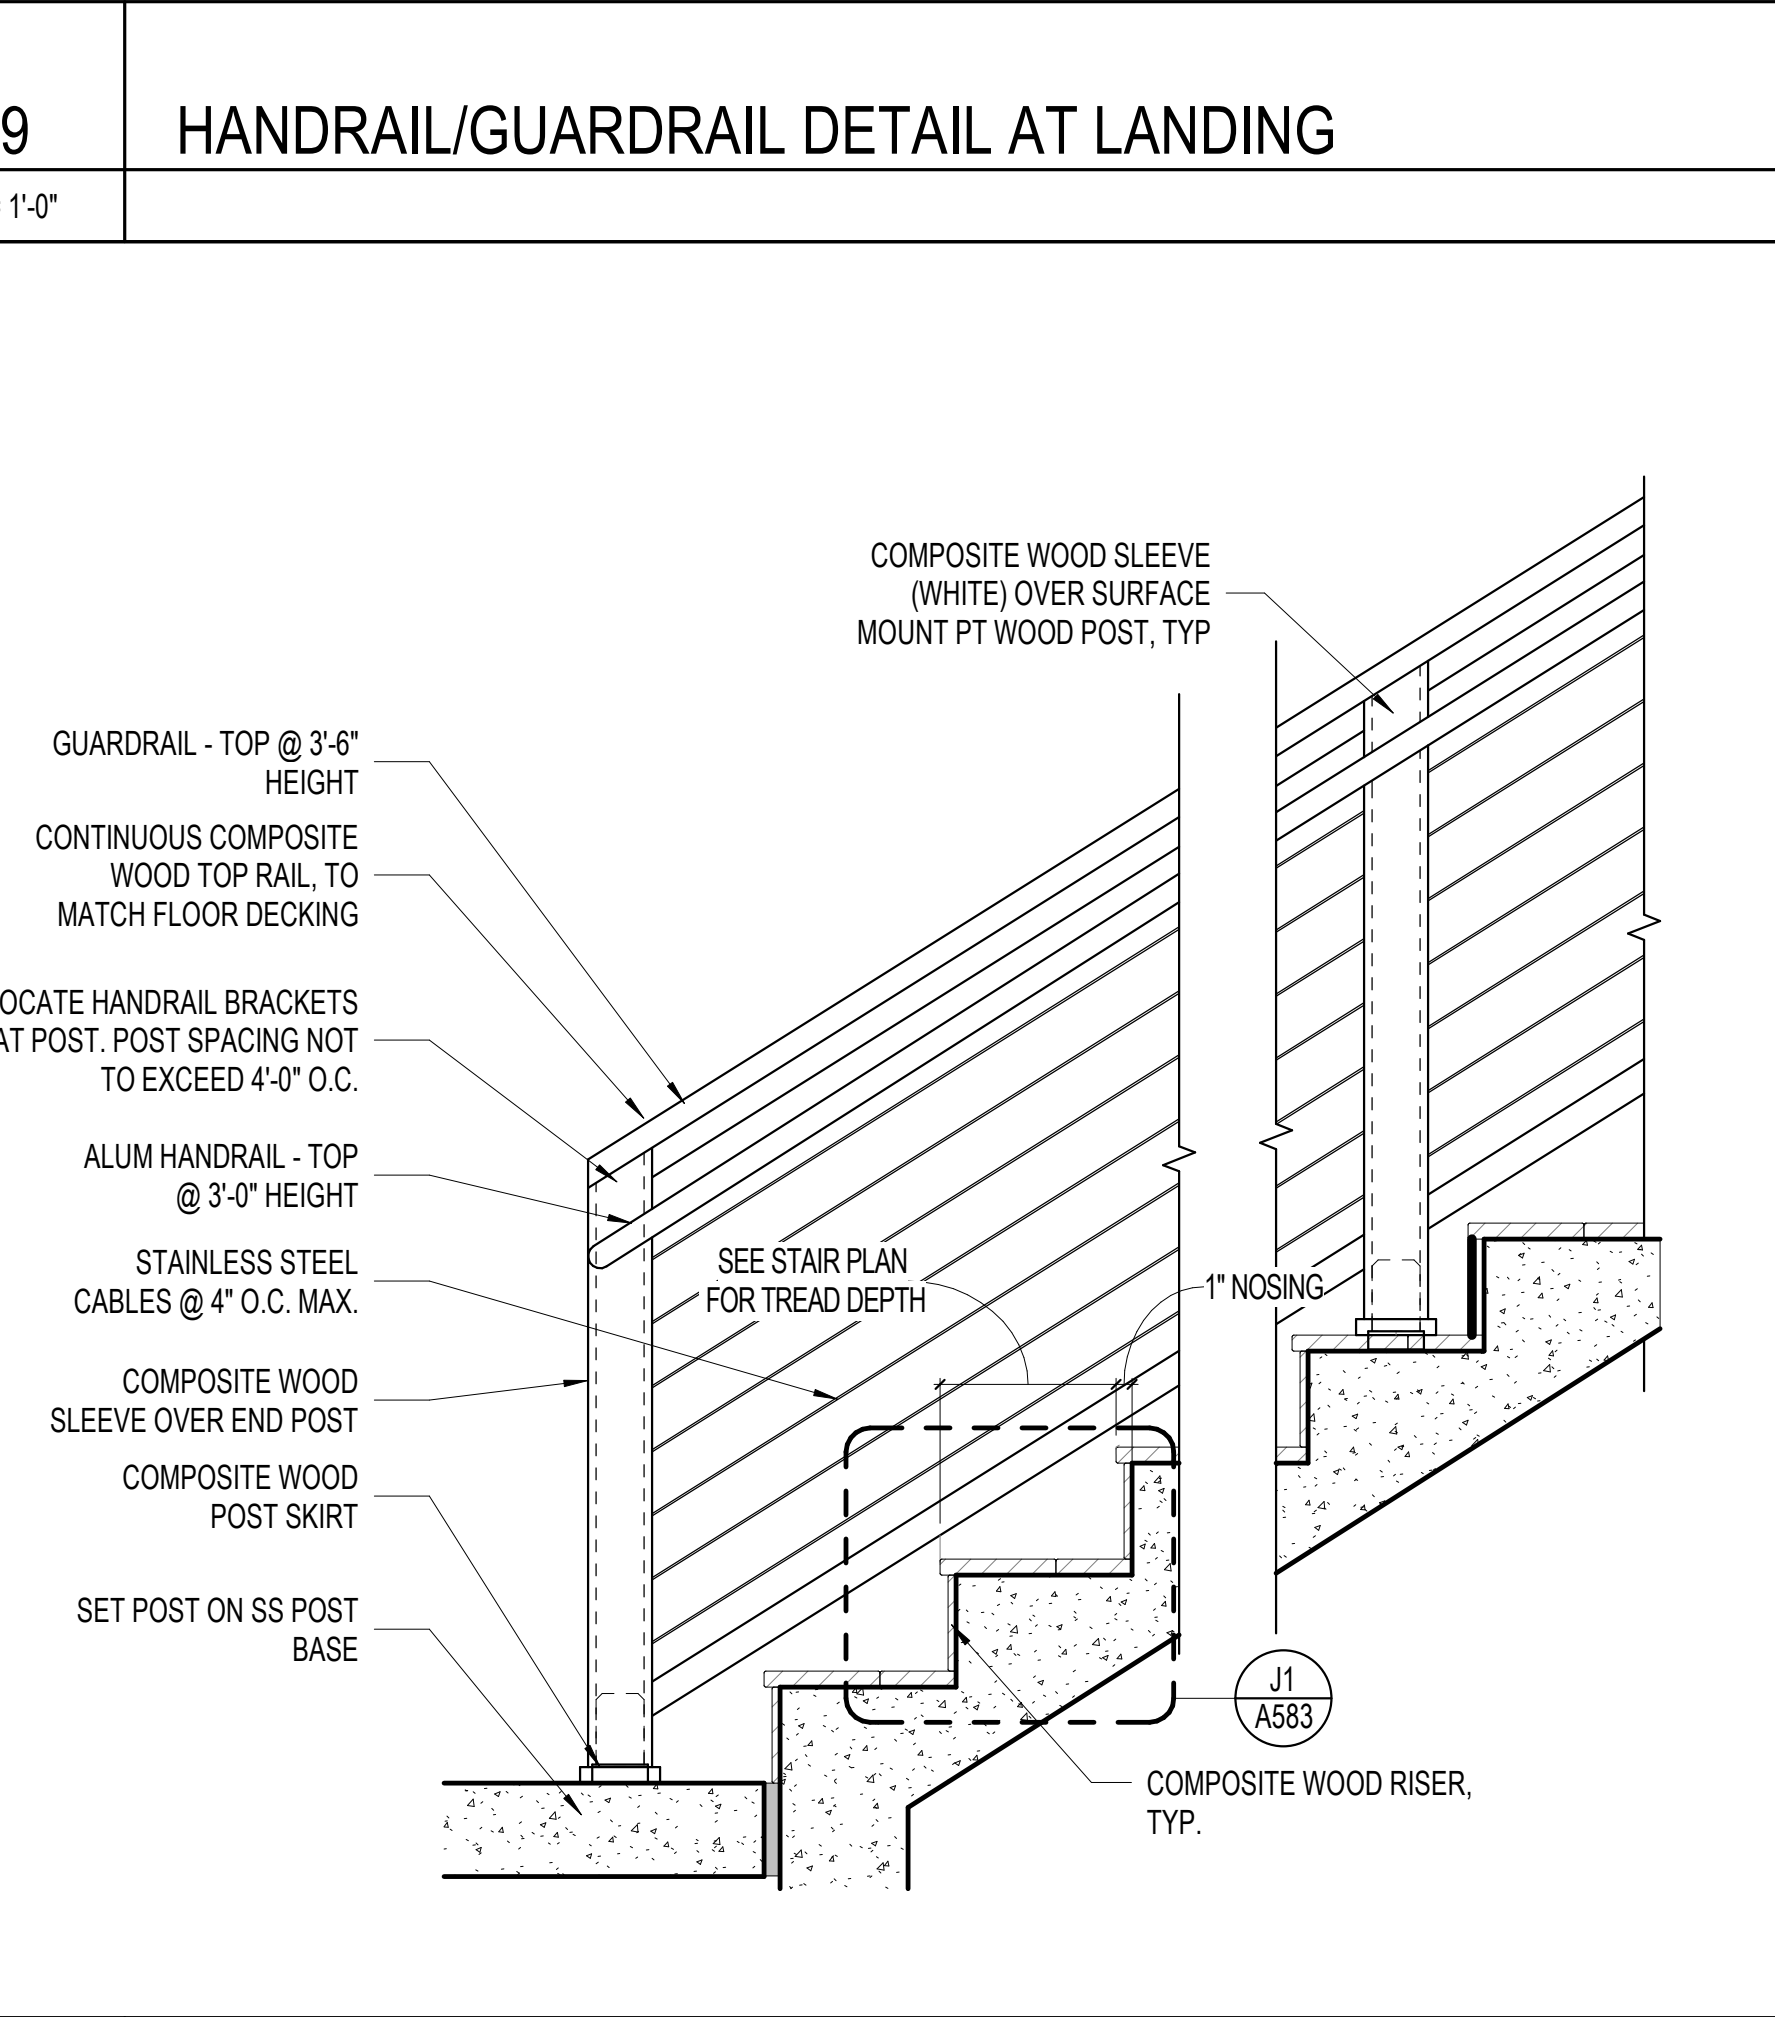 9
HANDRAIL/GUARDRAIL DETAIL AT LANDING
1'-0"
COMPOSITE WOOD SLEEVE
(WHITE) OVER SURFACE
MOUNT PT WOOD POST, TYP
GUARDRAIL - TOP @ 3'-6"
HEIGHT
CONTINUOUS COMPOSITE
WOOD TOP RAIL, TO
MATCH FLOOR DECKING
OCATE HANDRAIL BRACKETS
AT POST. POST SPACING NOT
TO EXCEED 4'-0" O.C.
ALUM HANDRAIL - TOP
@ 3'-0" HEIGHT
STAINLESS STEEL
CABLES @ 4" O.C. MAX.
SEE STAIR PLAN
FOR TREAD DEPTH
1" NOSING
COMPOSITE WOOD
SLEEVE OVER END POST
COMPOSITE WOOD
POST SKIRT
SET POST ON SS POST
BASE
J1
A583
COMPOSITE WOOD RISER,
TYP.